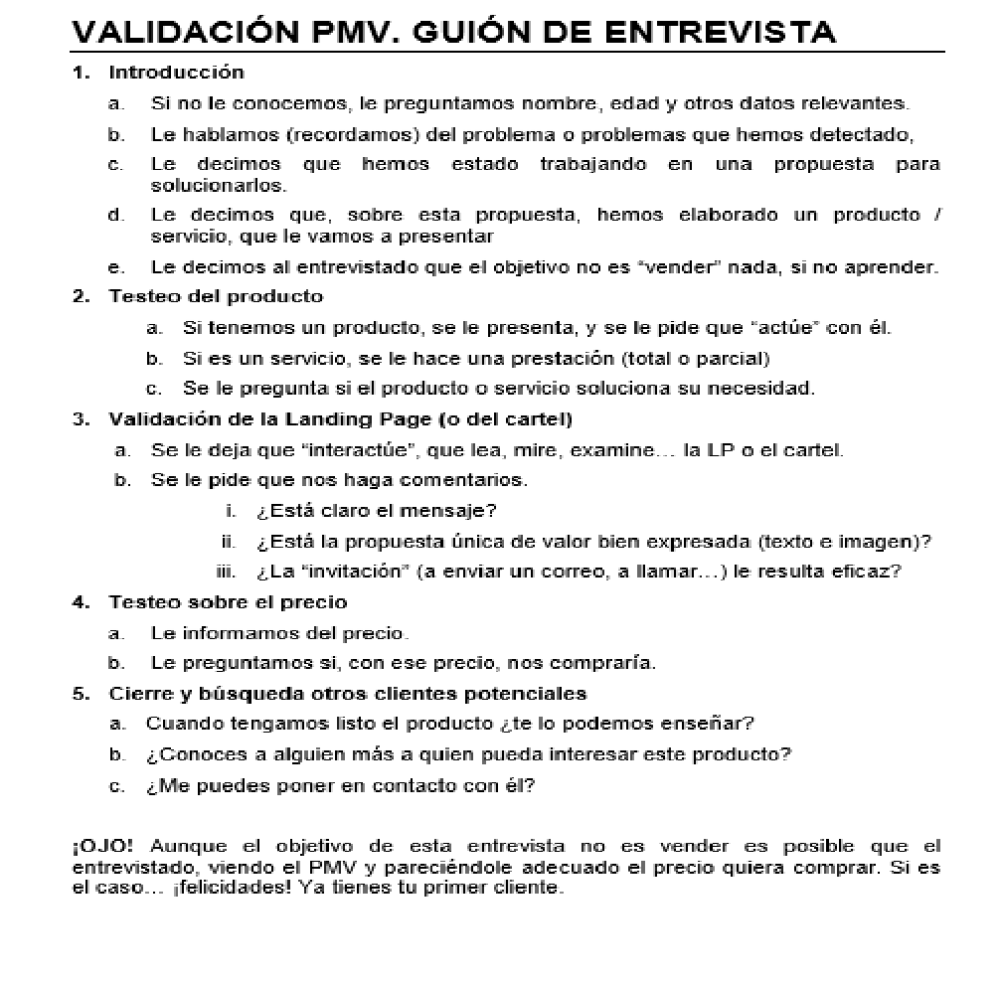 VALIDACIÓN PMV. GUIÓN DE ENTREVISTA
1. Introducción
a. Si no le conocemos, le preguntamos nombre, edad y otros datos relevantes.
b. Le hablamos (recordamos) del problema o problemas que hemos detectado,
c. Le decimos que hemos estado trabajando en una propuesta para
solucionarlos.
d. Le decimos que, sobre esta propuesta, hemos elaborado un producto /
servicio, que le vamos a presentar
e. Le decimos al entrevistado que el objetivo no es “vender” nada, si no aprender.
2. Testeo del producto
a. Si tenemos un producto, se le presenta, y se le pide que “actúe” con él.
b. Si es un servicio, se le hace una prestación (total o parcial)
c. Se le pregunta si el producto o servicio soluciona su necesidad.
3. Validación de la Landing Page (o del cartel)
a. Se le deja que “interactúe”, que lea, mire, examine... la LP o el cartel.
b. Se le pide que nos haga comentarios.
i. ¿Está claro el mensaje?
ii. ¿Está la propuesta única de valor bien expresada (texto e imagen)?
iii. ¿La “invitación” (a enviar un correo, a llamar...) le resulta eficaz?
4. Testeo sobre el precio
a. Le informamos del precio.
b. Le preguntamos si, con ese precio, nos compraría.
5. Cierre y búsqueda otros clientes potenciales
a. Cuando tengamos listo el producto ¿te lo podemos enseñar?
b. ¿Conoces a alguien más a quien pueda interesar este producto?
c. ¿Me puedes poner en contacto con él?
¡OJO! Aunque el objetivo de esta entrevista no es vender es posible que el
entrevistado, viendo el PMV y pareciéndole adecuado el precio quiera comprar. Si es
el caso... ¡felicidades! Ya tienes tu primer cliente.